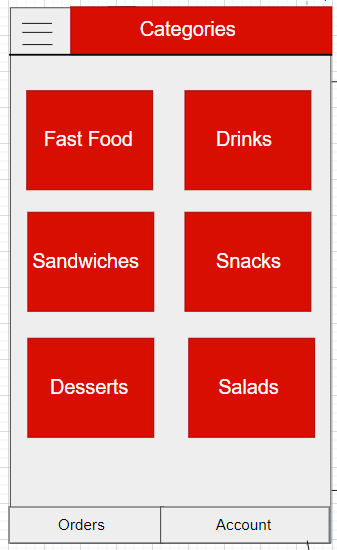 Categories
Fast Food
Drinks
Sandwiches
Snacks
Desserts
Salads
Orders
Account